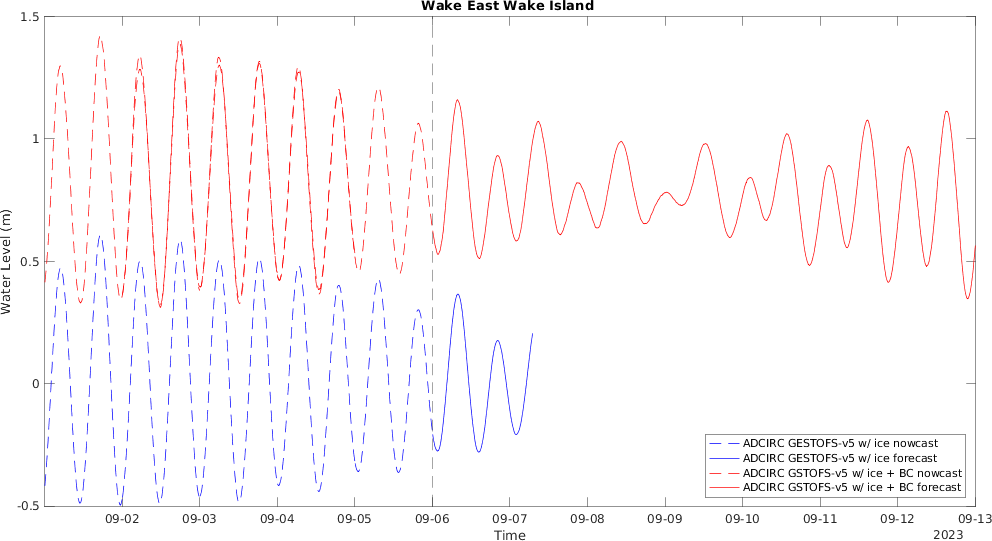 Wake East Wake Island
1.5
1
0.5
0
-0.5
Water Level (m)
ADCIRC GESTOFS-v5 w/ ice nowcast
ADCIRC GESTOFS-v5 w/ ice forecast
ADCIRC GSTOFS-v5 w/ ice + BC nowcast
ADCIRC GSTOFS-v5 w/ ice + BC forecast
09-02 09-03 09-04 09-05 09-06 09-07 09-08 09-09 09-10 09-11 09-12 09-13
Time
2023